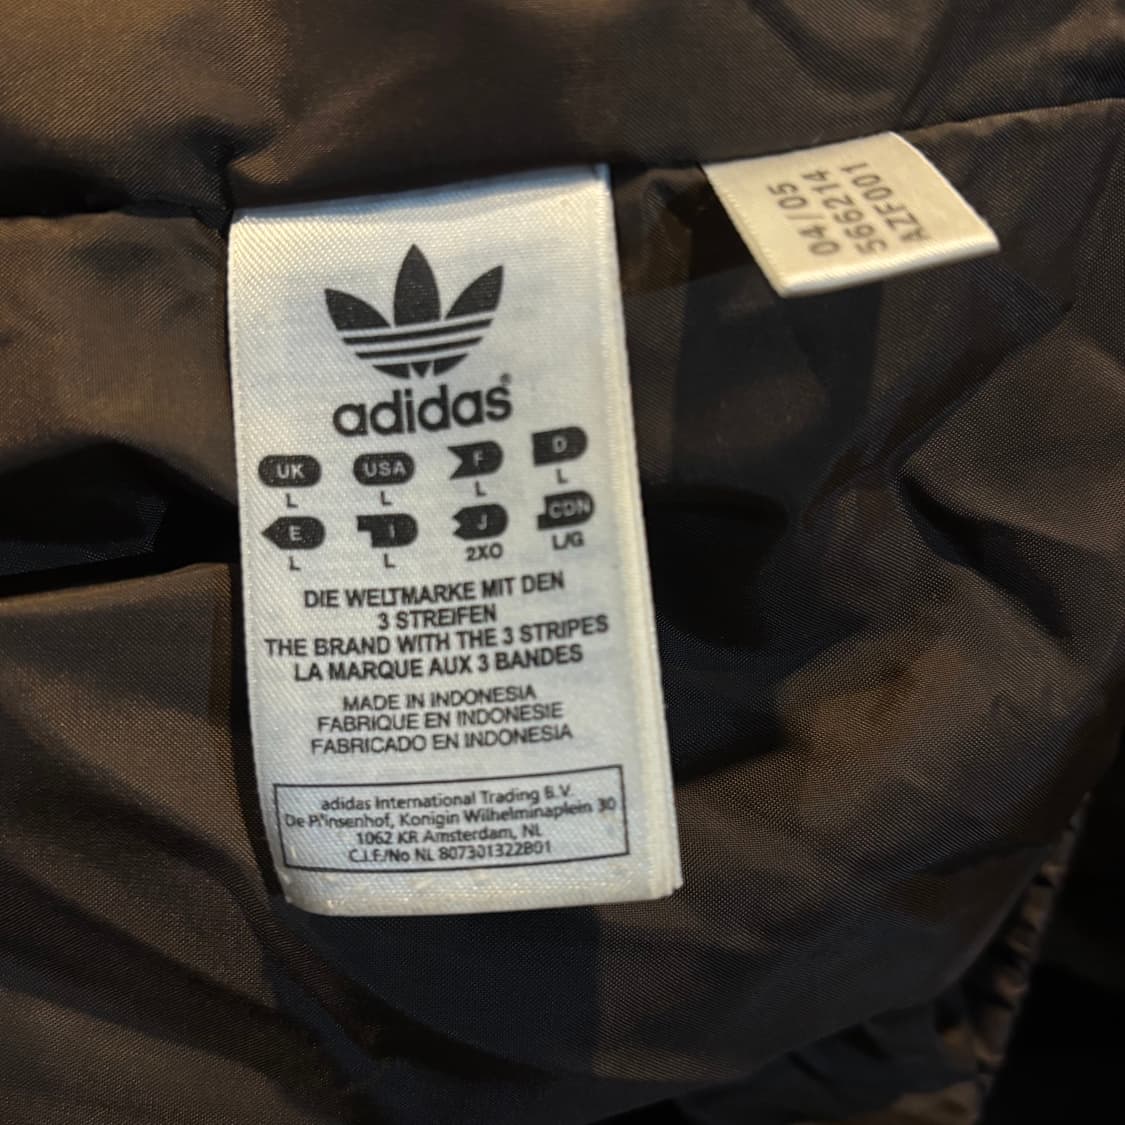 adidas®
UK USA F D
L L L L
E I J CDN
L L 2XO L/G
DIE WELTMARKE MIT DEN
3 STREIFEN
THE BRAND WITH THE 3 STRIPES
LA MARQUE AUX 3 BANDES
MADE IN INDONESIA
FABRIQUE EN INDONESIE
FABRICADO EN INDONESIA
adidas International Trading B.V.
De Prinsenhof, Konigin Wilhelminaplein 30
1062 KR Amsterdam, NL
C.I.F./No NL 807301322B01
04/05
566214
AZF001